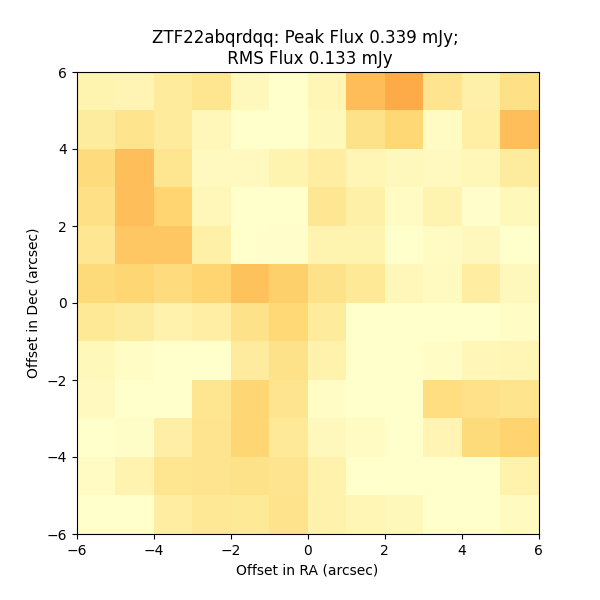 ZTF22abqrdqq: Peak Flux 0.339 mJy;
RMS Flux 0.133 mJy
6
4
2
0
−2
−4
−6
Offset in Dec (arcsec)
−6 −4 −2 0 2 4 6
Offset in RA (arcsec)